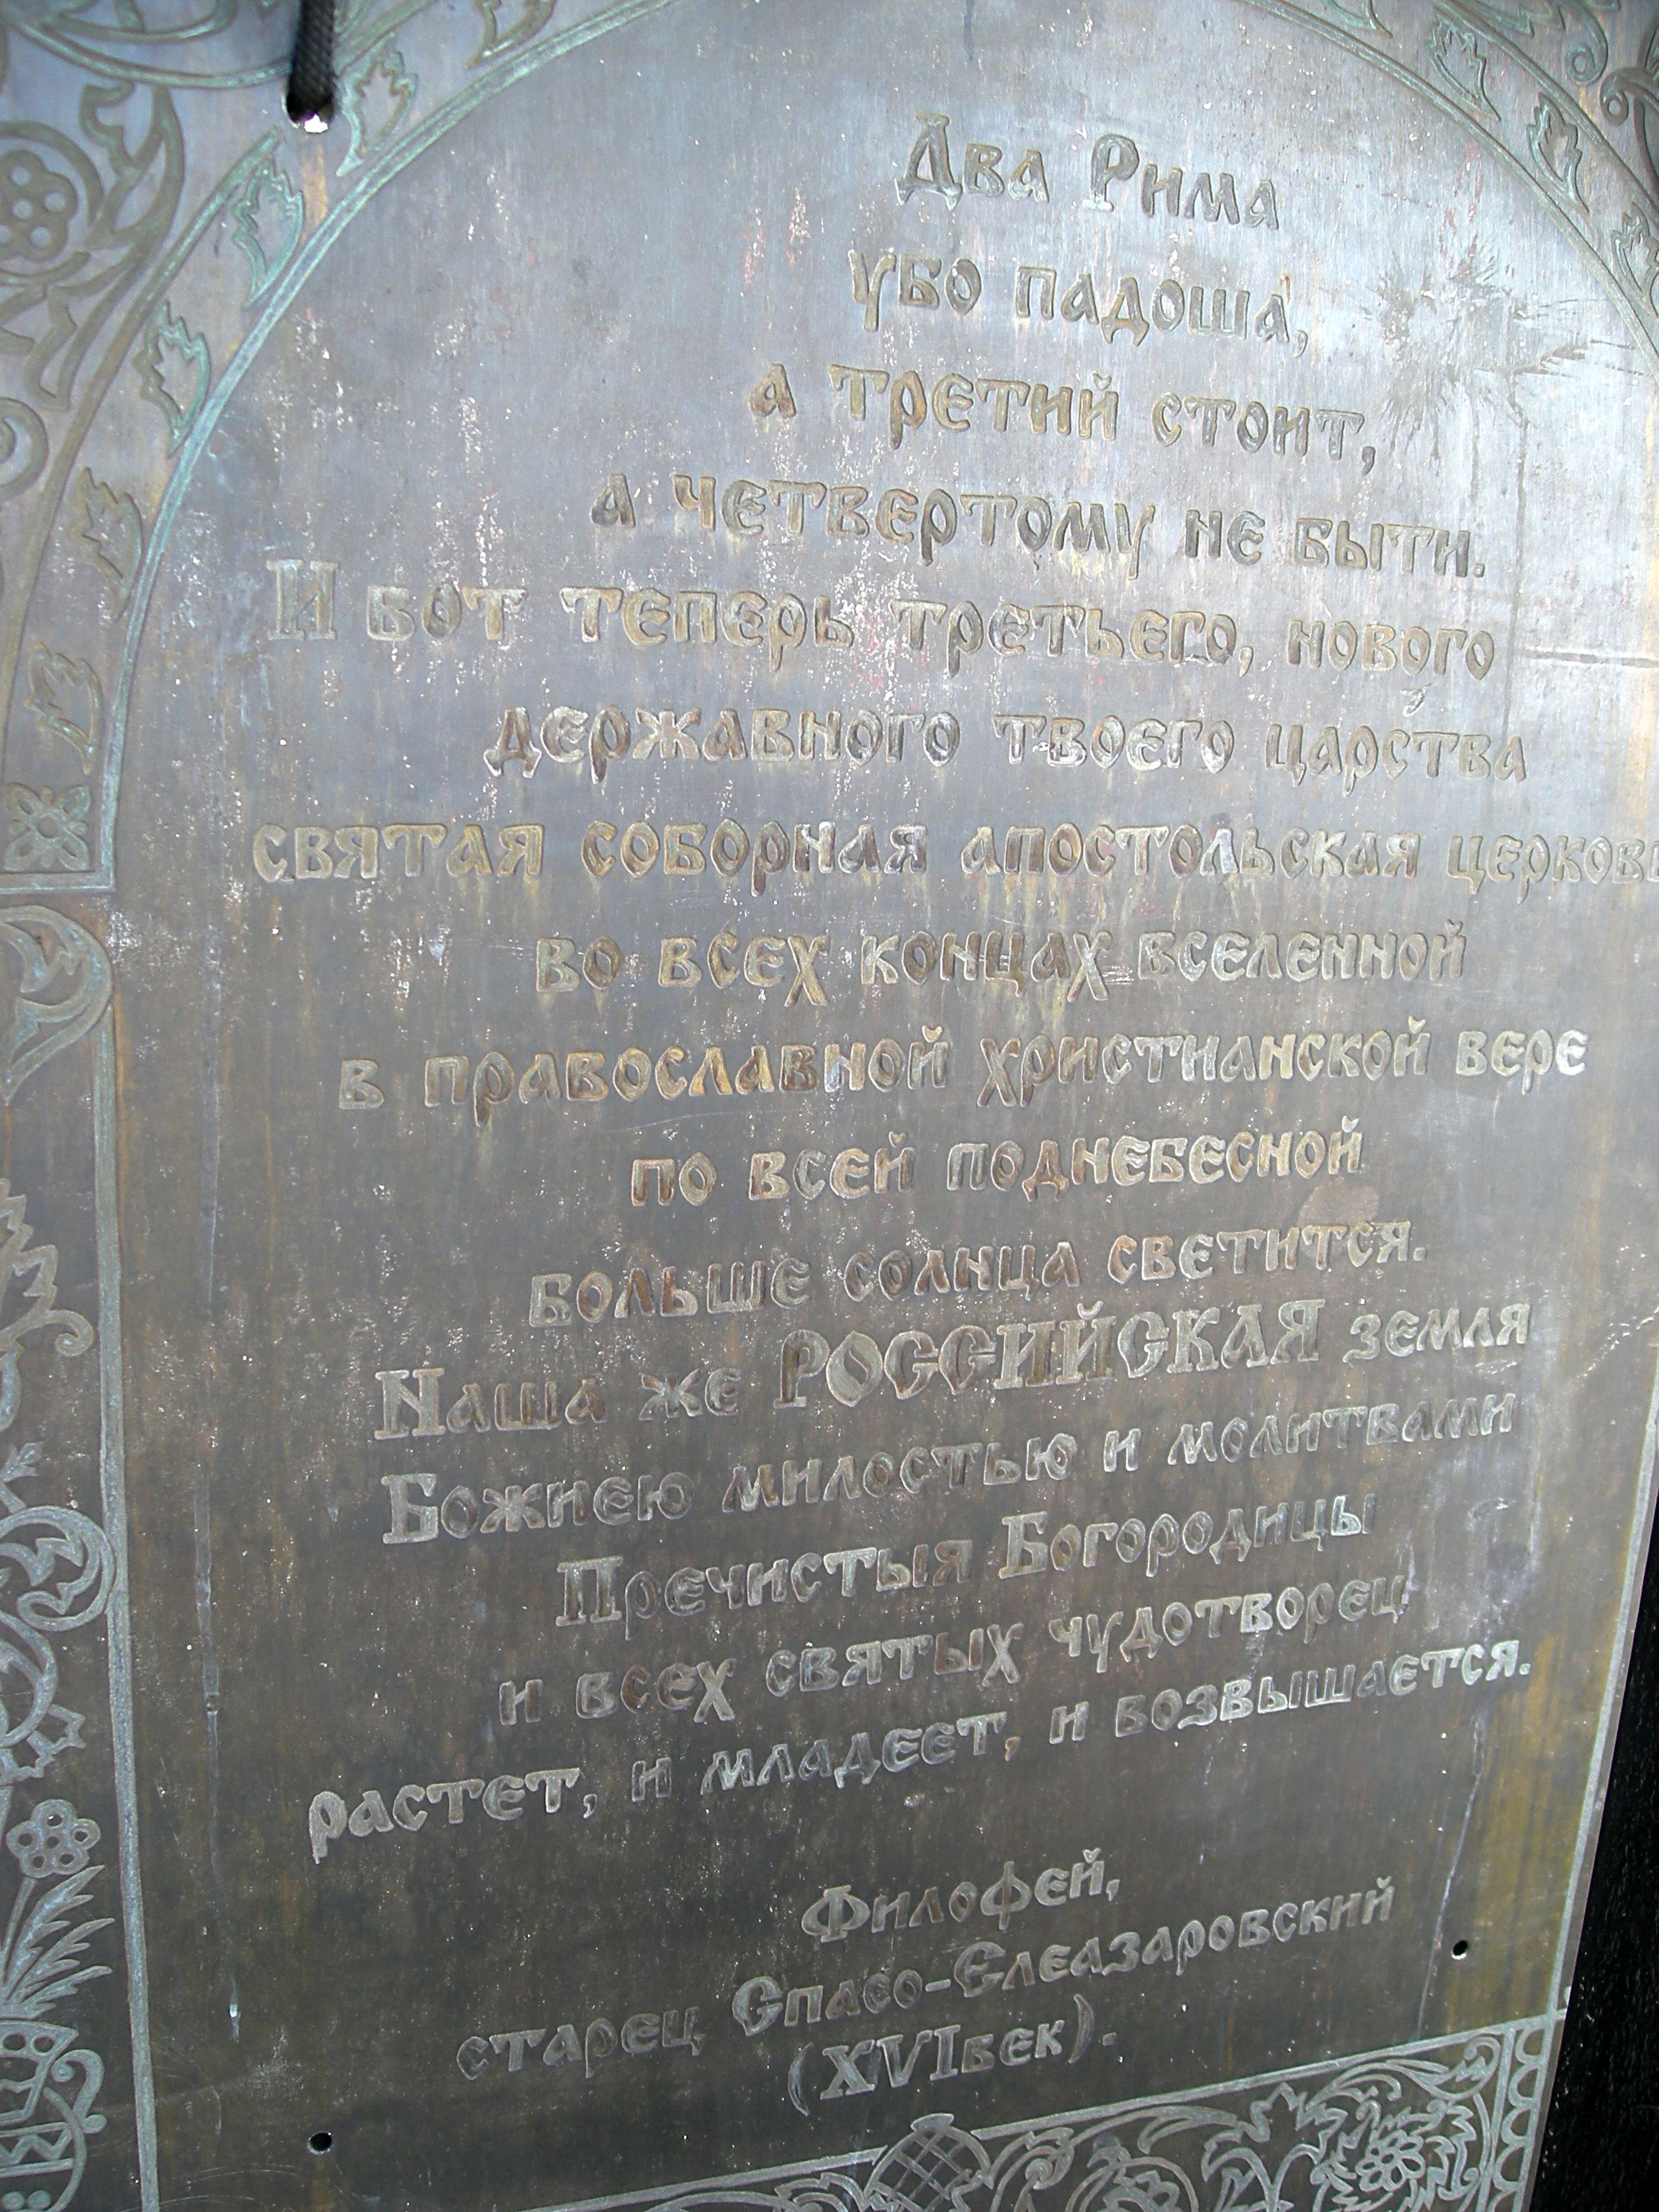 Два Рима
убо падоша,
а третий стоит,
а четвертому не быти.
И вот теперь третьего, нового
державного твоего царства
святая соборная апостольская церковь
во всех концах вселенной
в православной христианской вере
по всей поднебесной
больше солнца светится.
Наша же РОССИЙСКАЯ земля
Божиею милостью и молитвами
Пречистыя Богородицы
и всех святых чудотворец
растет, и младеет, и возвышается.
Филофей,
старец Спасо-Елеазаровский
(XVIвек).